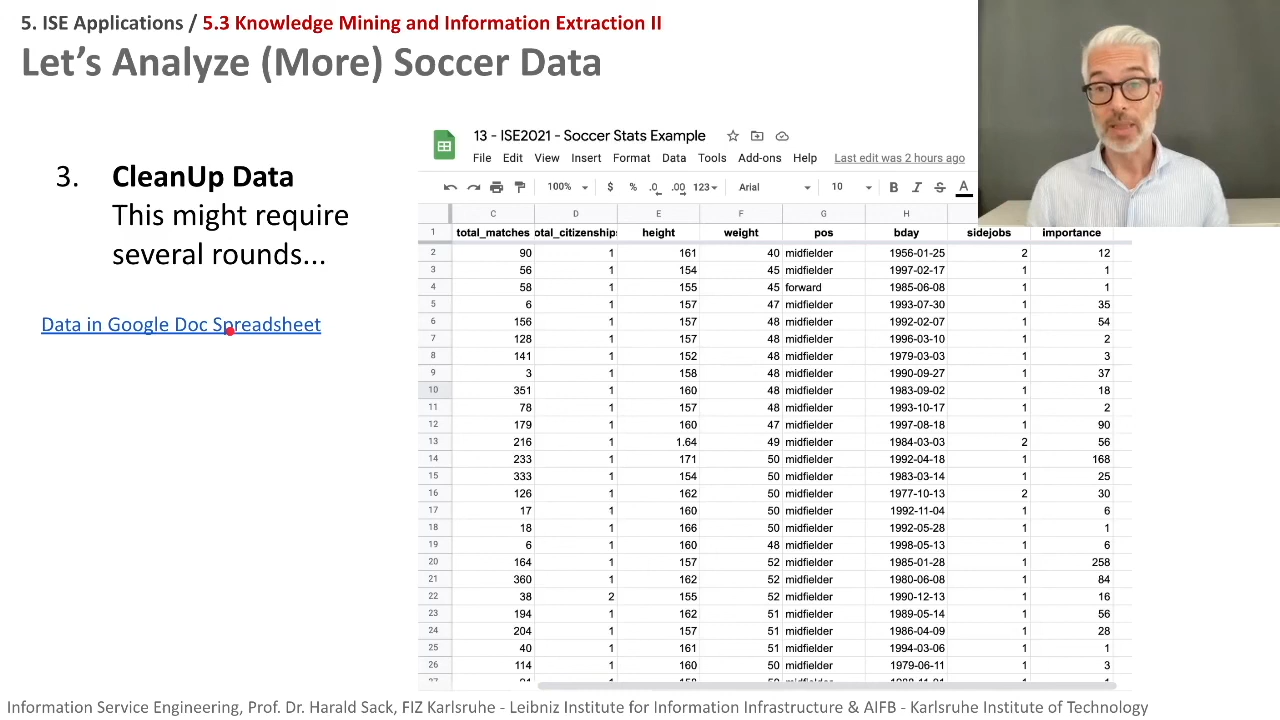 5. ISE Applications / 5.3 Knowledge Mining and Information Extraction II
Let's Analyze (More) Soccer Data
3. CleanUp Data
This might require
several rounds...
Data in Google Doc Spreadsheet
13 - ISE2021 - Soccer Stats Example
File Edit View Insert Format Data Tools Add-ons Help Last edit was 2 hours ago
100% $ % .0 .00 123 Arial 10 B I S A
C D E F G H
1 total_matches otal_citizenships height weight pos bday sidejobs importance
2 90 1 161 40 midfielder 1956-01-25 2 12
3 56 1 154 45 midfielder 1997-02-17 1 1
4 58 1 155 45 forward 1985-06-08 1 1
5 6 1 157 47 midfielder 1993-07-30 1 35
6 156 1 157 48 midfielder 1992-02-07 1 54
7 128 1 157 48 midfielder 1996-03-10 1 2
8 141 1 152 48 midfielder 1979-03-03 1 3
9 3 1 158 48 midfielder 1990-09-27 1 37
10 351 1 160 48 midfielder 1983-09-02 1 18
11 78 1 157 48 midfielder 1993-10-17 1 2
12 179 1 160 47 midfielder 1997-08-18 1 90
13 216 1 1.64 49 midfielder 1984-03-03 2 56
14 233 1 171 50 midfielder 1992-04-18 1 168
15 333 1 154 50 midfielder 1983-03-14 1 25
16 126 1 162 50 midfielder 1977-10-13 2 30
17 17 1 160 50 midfielder 1992-11-04 1 6
18 18 1 166 50 midfielder 1992-05-28 1 1
19 6 1 160 48 midfielder 1998-05-13 1 6
20 164 1 157 52 midfielder 1985-01-28 1 258
21 360 1 162 52 midfielder 1980-06-08 1 84
22 38 2 155 52 midfielder 1990-12-13 1 16
23 194 1 162 51 midfielder 1989-05-14 1 56
24 204 1 157 51 midfielder 1986-04-09 1 28
25 40 1 161 51 midfielder 1994-03-06 1 1
26 114 1 160 50 midfielder 1979-06-11 1 3
Information Service Engineering, Prof. Dr. Harald Sack, FIZ Karlsruhe - Leibniz Institute for Information Infrastructure & AIFB - Karlsruhe Institute of Technology